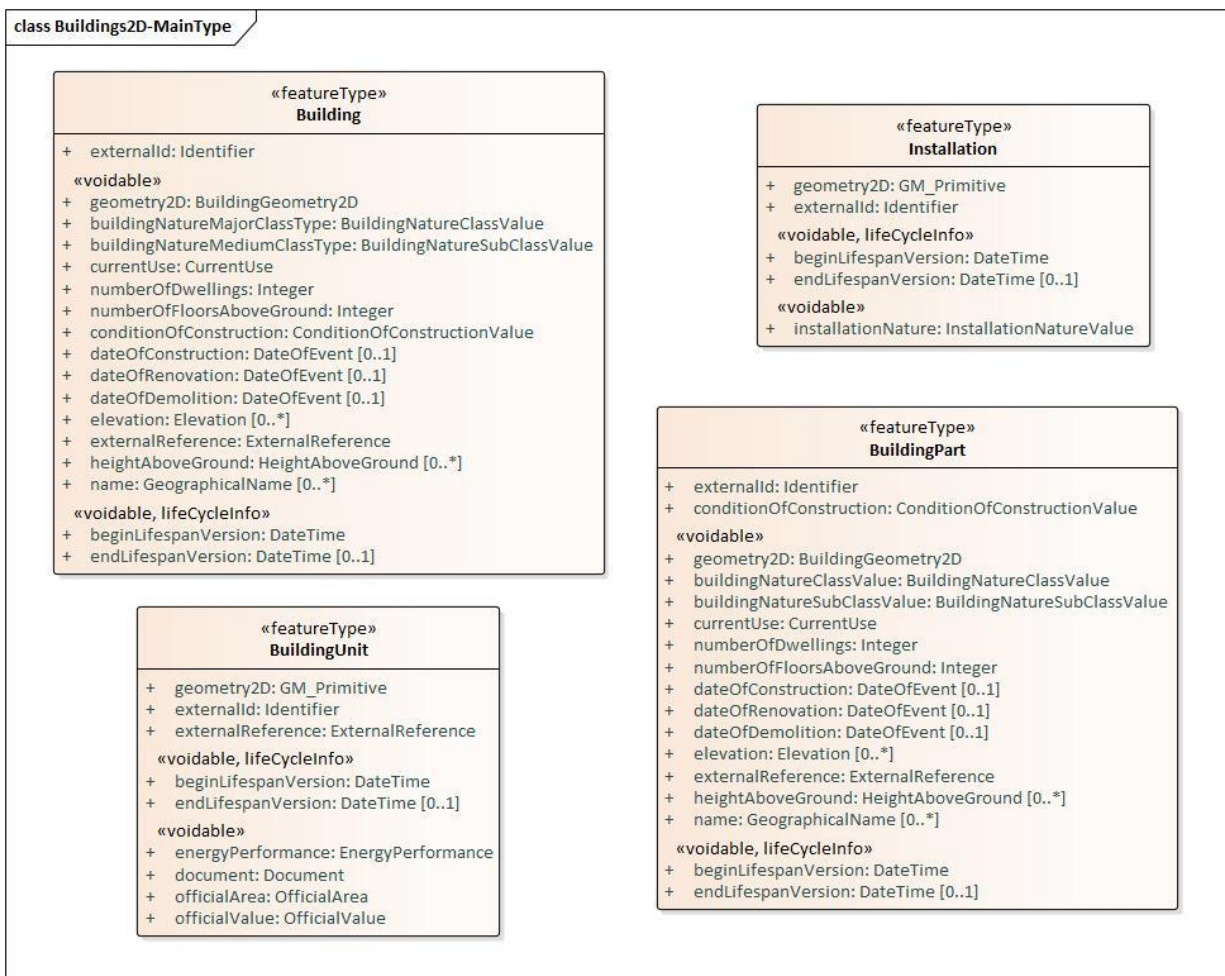 class Buildings2D-MainType
«featureType»
Building
+ externalId: Identifier
«voidable»
+ geometry2D: BuildingGeometry2D
+ buildingNatureMajorClassType: BuildingNatureClassValue
+ buildingNatureMediumClassType: BuildingNatureSubClassValue
+ currentUse: CurrentUse
+ numberOfDwellings: Integer
+ numberOfFloorsAboveGround: Integer
+ conditionOfConstruction: ConditionOfConstructionValue
+ dateOfConstruction: DateOfEvent [0..1]
+ dateOfRenovation: DateOfEvent [0..1]
+ dateOfDemolition: DateOfEvent [0..1]
+ elevation: Elevation [0..*]
+ externalReference: ExternalReference
+ heightAboveGround: HeightAboveGround [0..*]
+ name: GeographicalName [0..*]
«voidable, lifeCycleInfo»
+ beginLifespanVersion: DateTime
+ endLifespanVersion: DateTime [0..1]
«featureType»
Installation
+ geometry2D: GM_Primitive
+ externalId: Identifier
«voidable, lifeCycleInfo»
+ beginLifespanVersion: DateTime
+ endLifespanVersion: DateTime [0..1]
«voidable»
+ installationNature: InstallationNatureValue
«featureType»
BuildingPart
+ externalId: Identifier
+ conditionOfConstruction: ConditionOfConstructionValue
«voidable»
+ geometry2D: BuildingGeometry2D
+ buildingNatureClassValue: BuildingNatureClassValue
+ buildingNatureSubClassValue: BuildingNatureSubClassValue
+ currentUse: CurrentUse
+ numberOfDwellings: Integer
+ numberOfFloorsAboveGround: Integer
+ dateOfConstruction: DateOfEvent [0..1]
+ dateOfRenovation: DateOfEvent [0..1]
+ dateOfDemolition: DateOfEvent [0..1]
+ elevation: Elevation [0..*]
+ externalReference: ExternalReference
+ heightAboveGround: HeightAboveGround [0..*]
+ name: GeographicalName [0..*]
«voidable, lifeCycleInfo»
+ beginLifespanVersion: DateTime
+ endLifespanVersion: DateTime [0..1]
«featureType»
BuildingUnit
+ geometry2D: GM_Primitive
+ externalId: Identifier
+ externalReference: ExternalReference
«voidable, lifeCycleInfo»
+ beginLifespanVersion: DateTime
+ endLifespanVersion: DateTime [0..1]
«voidable»
+ energyPerformance: EnergyPerformance
+ document: Document
+ officialArea: OfficialArea
+ officialValue: OfficialValue